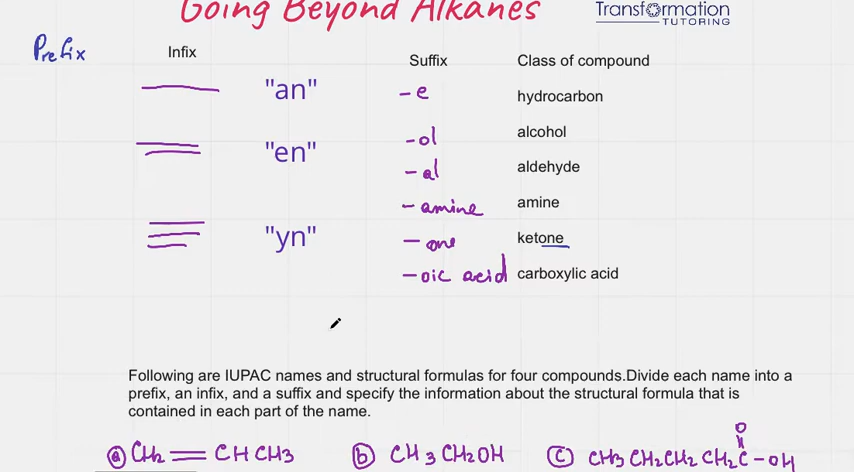 Going Beyond Alkanes
Transformation
TUTORING
Prefix
Infix
Suffix
Class of compound
"an"
-e
hydrocarbon
-ol
alcohol
"en"
-al
aldehyde
-amine
amine
"yn"
-one
ketone
-oic acid
carboxylic acid
Following are IUPAC names and structural formulas for four compounds.Divide each name into a
prefix, an infix, and a suffix and specify the information about the structural formula that is
contained in each part of the name.
O
ⓐ CH2=CHCH3 ⓑ CH3CH2OH ⓒ CH3CH2CH2CH2C-OH